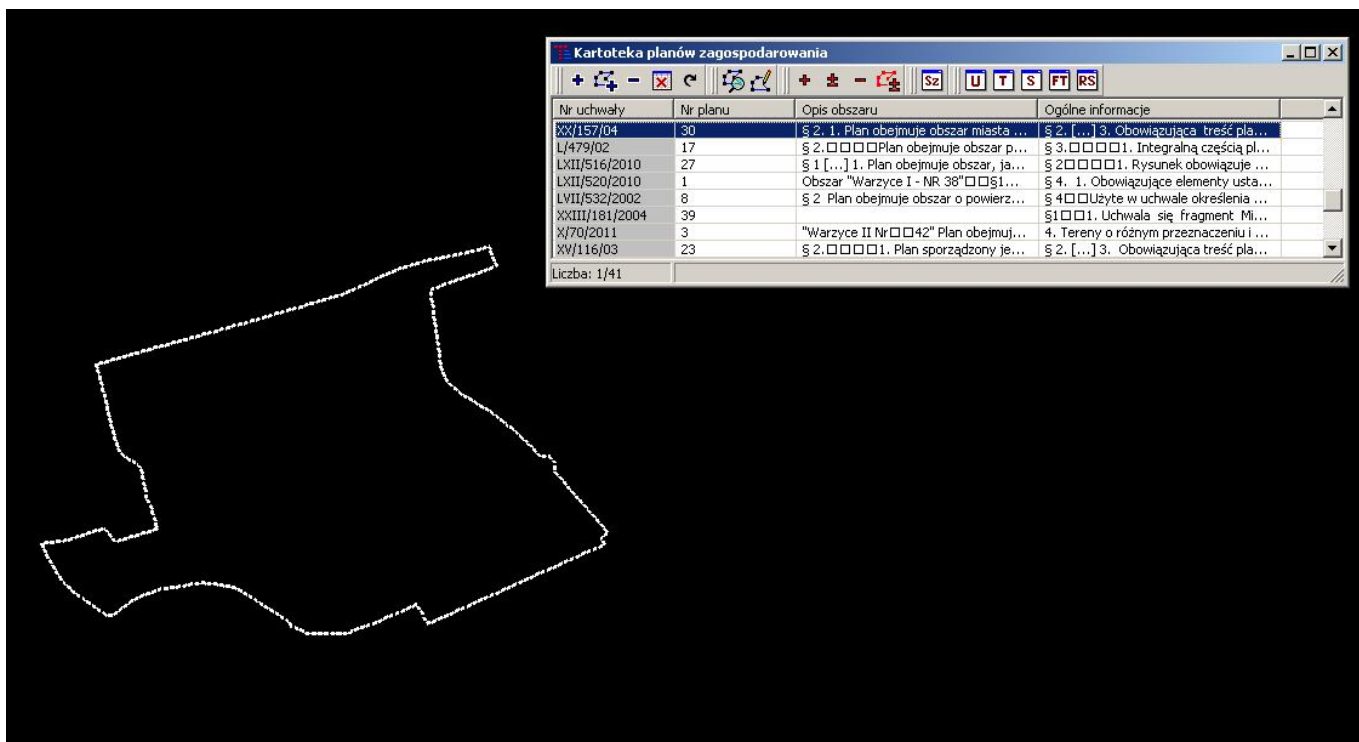 Kartoteka planów zagospodarowania
Sz U T S FT RS
Nr uchwały Nr planu Opis obszaru Ogólne informacje
XX/157/04 30 § 2. 1. Plan obejmuje obszar miasta ... § 2. [...] 3. Obowiązująca treść pla...
L/479/02 17 § 2.□□□□Plan obejmuje obszar p... § 3.□□□□1. Integralną częścią pl...
LXII/516/2010 27 § 1 [...] 1. Plan obejmuje obszar, ja... § 2□□□□1. Rysunek obowiązuje ...
LXII/520/2010 1 Obszar "Warzyce I - NR 38"□□§1... § 4. 1. Obowiązujące elementy usta...
LVII/532/2002 8 § 2 Plan obejmuje obszar o powierz... § 4□□Użyte w uchwale określenia ...
XXIII/181/2004 39 §1□□1. Uchwala się fragment Mi...
X/70/2011 3 "Warzyce II Nr□□42" Plan obejmuj... 4. Tereny o różnym przeznaczeniu i ...
XV/116/03 23 § 2.□□□□1. Plan sporządzony je... § 2. [...] 3. Obowiązująca treść pla...
Liczba: 1/41